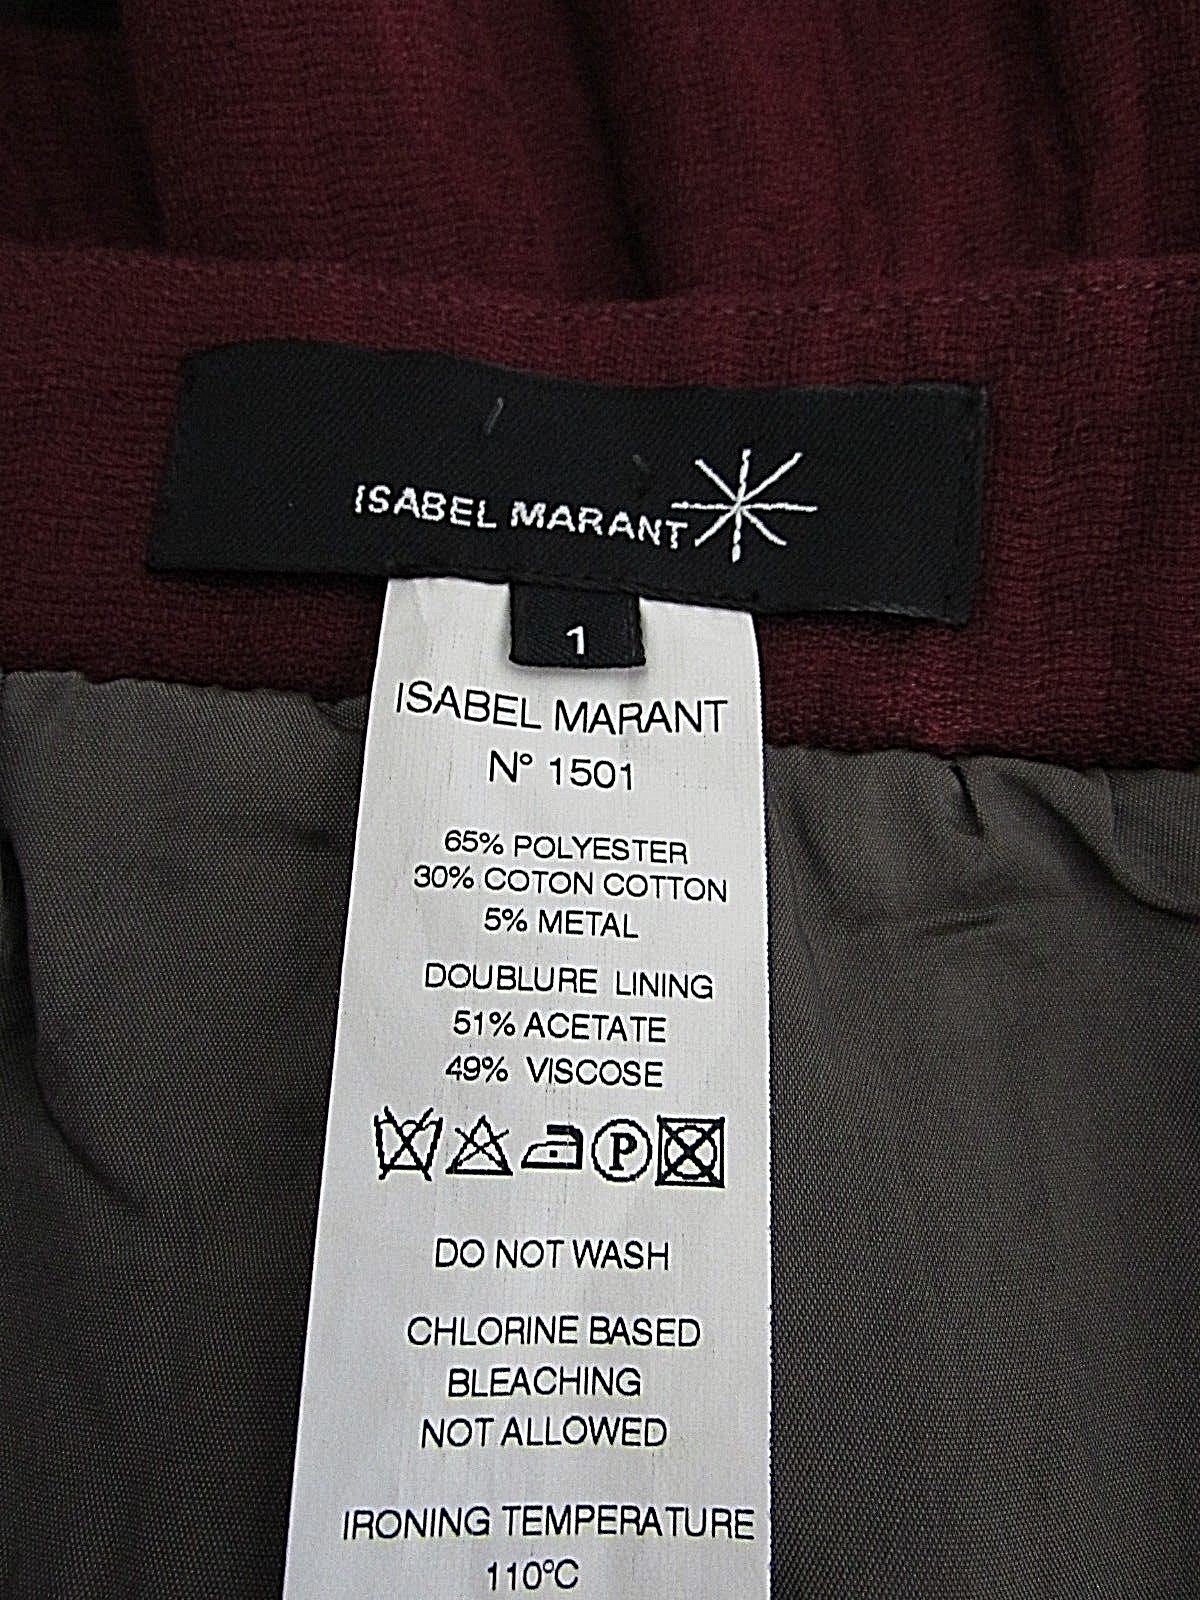 ISABEL MARANT
1
ISABEL MARANT
N° 1501
65% POLYESTER
30% COTON COTTON
5% METAL
DOUBLURE LINING
51% ACETATE
49% VISCOSE
P
DO NOT WASH
CHLORINE BASED
BLEACHING
NOT ALLOWED
IRONING TEMPERATURE
110°C